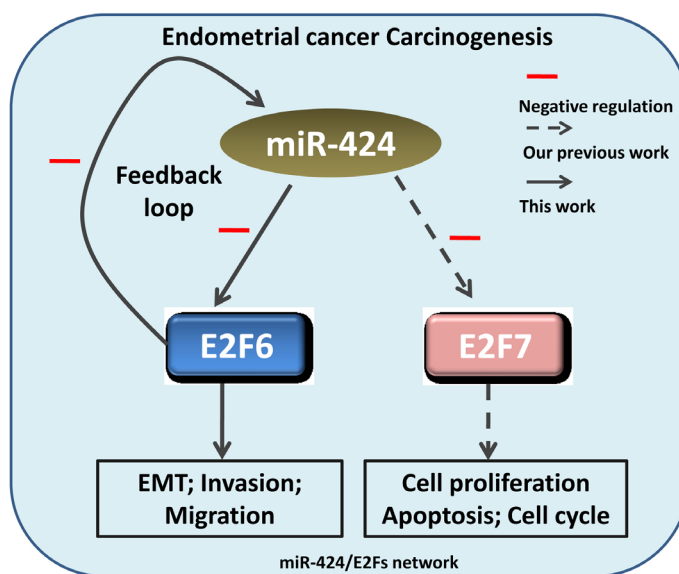 Endometrial cancer Carcinogenesis
Negative regulation
Our previous work
This work
miR-424
Feedback
loop
E2F6
E2F7
EMT; Invasion;
Migration
Cell proliferation
Apoptosis; Cell cycle
miR-424/E2Fs network